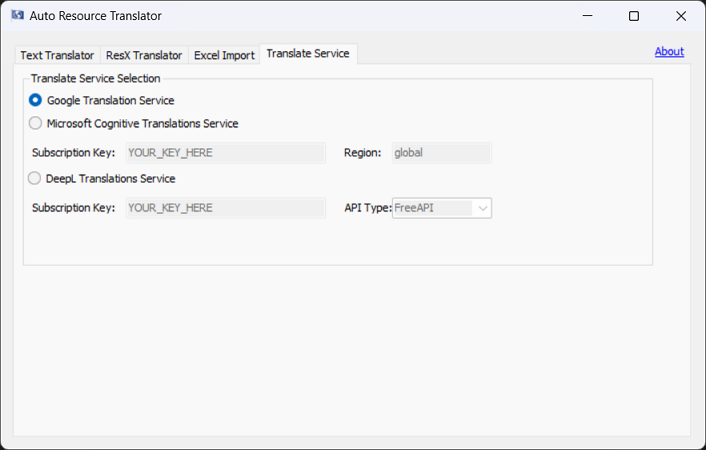 Auto Resource Translator
Text Translator ResX Translator Excel Import Translate Service About
Translate Service Selection
Google Translation Service
Microsoft Cognitive Translations Service
Subscription Key: YOUR_KEY_HERE Region: global
DeepL Translations Service
Subscription Key: YOUR_KEY_HERE API Type: FreeAPI